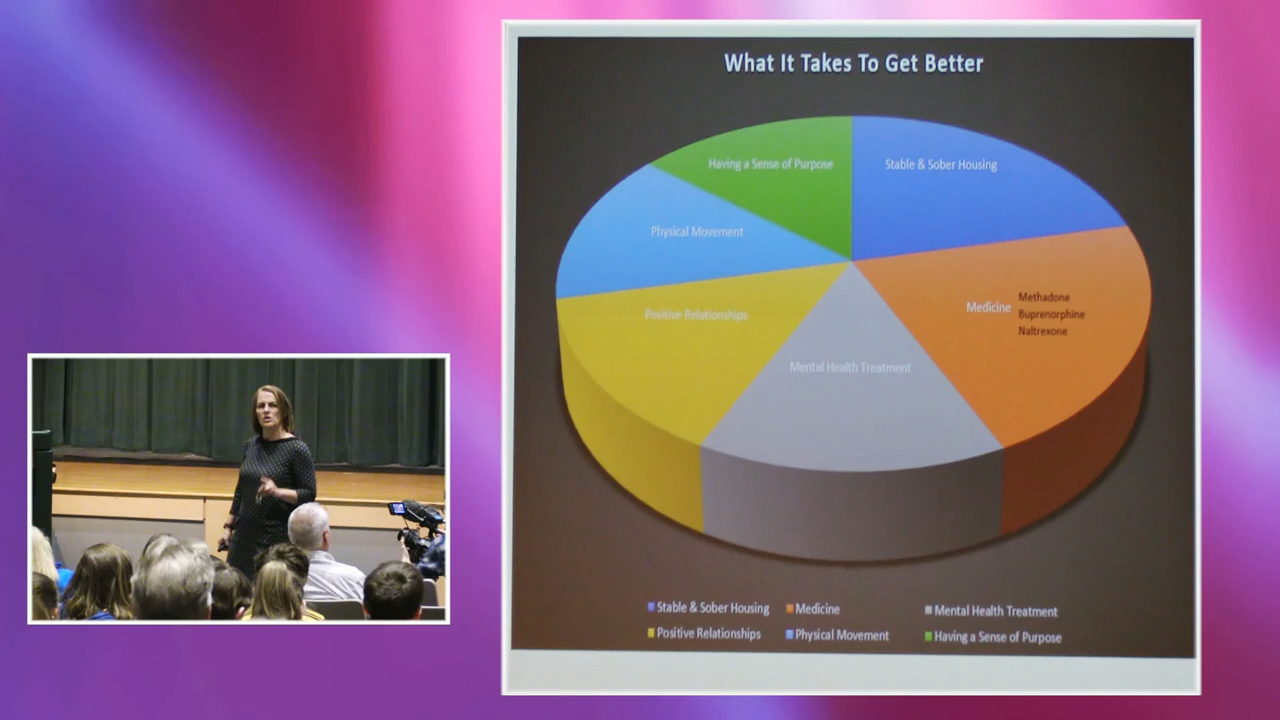 What It Takes To Get Better
Having a Sense of Purpose
Stable & Sober Housing
Physical Movement
Positive Relationships
Medicine
Methadone
Buprenorphine
Naltrexone
Mental Health Treatment
Stable & Sober Housing
Medicine
Mental Health Treatment
Positive Relationships
Physical Movement
Having a Sense of Purpose